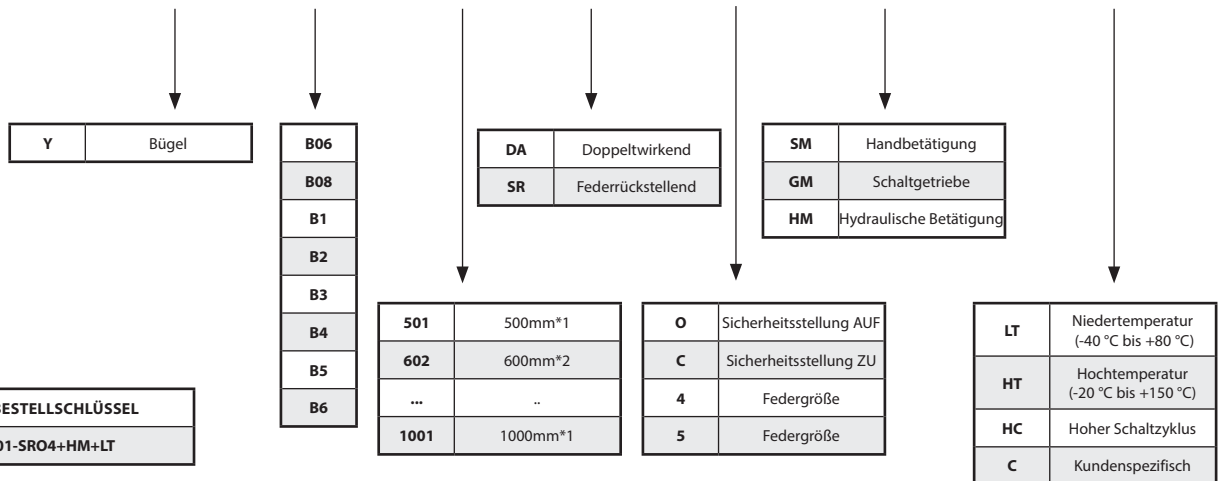 Y Bügel
B06
B08
B1
B2
B3
B4
B5
B6
DA Doppeltwirkend
SR Federrückstellend
SM Handbetätigung
GM Schaltgetriebe
HM Hydraulische Betätigung
501 500mm*1
602 600mm*2
... ..
1001 1000mm*1
O Sicherheitsstellung AUF
C Sicherheitsstellung ZU
4 Federgröße
5 Federgröße
LT Niedertemperatur
(-40 °C bis +80 °C)
HT Hochtemperatur
(-20 °C bis +150 °C)
HC Hoher Schaltzyklus
C Kundenspezifisch
BESTELLSCHLÜSSEL
01-SRO4+HM+LT